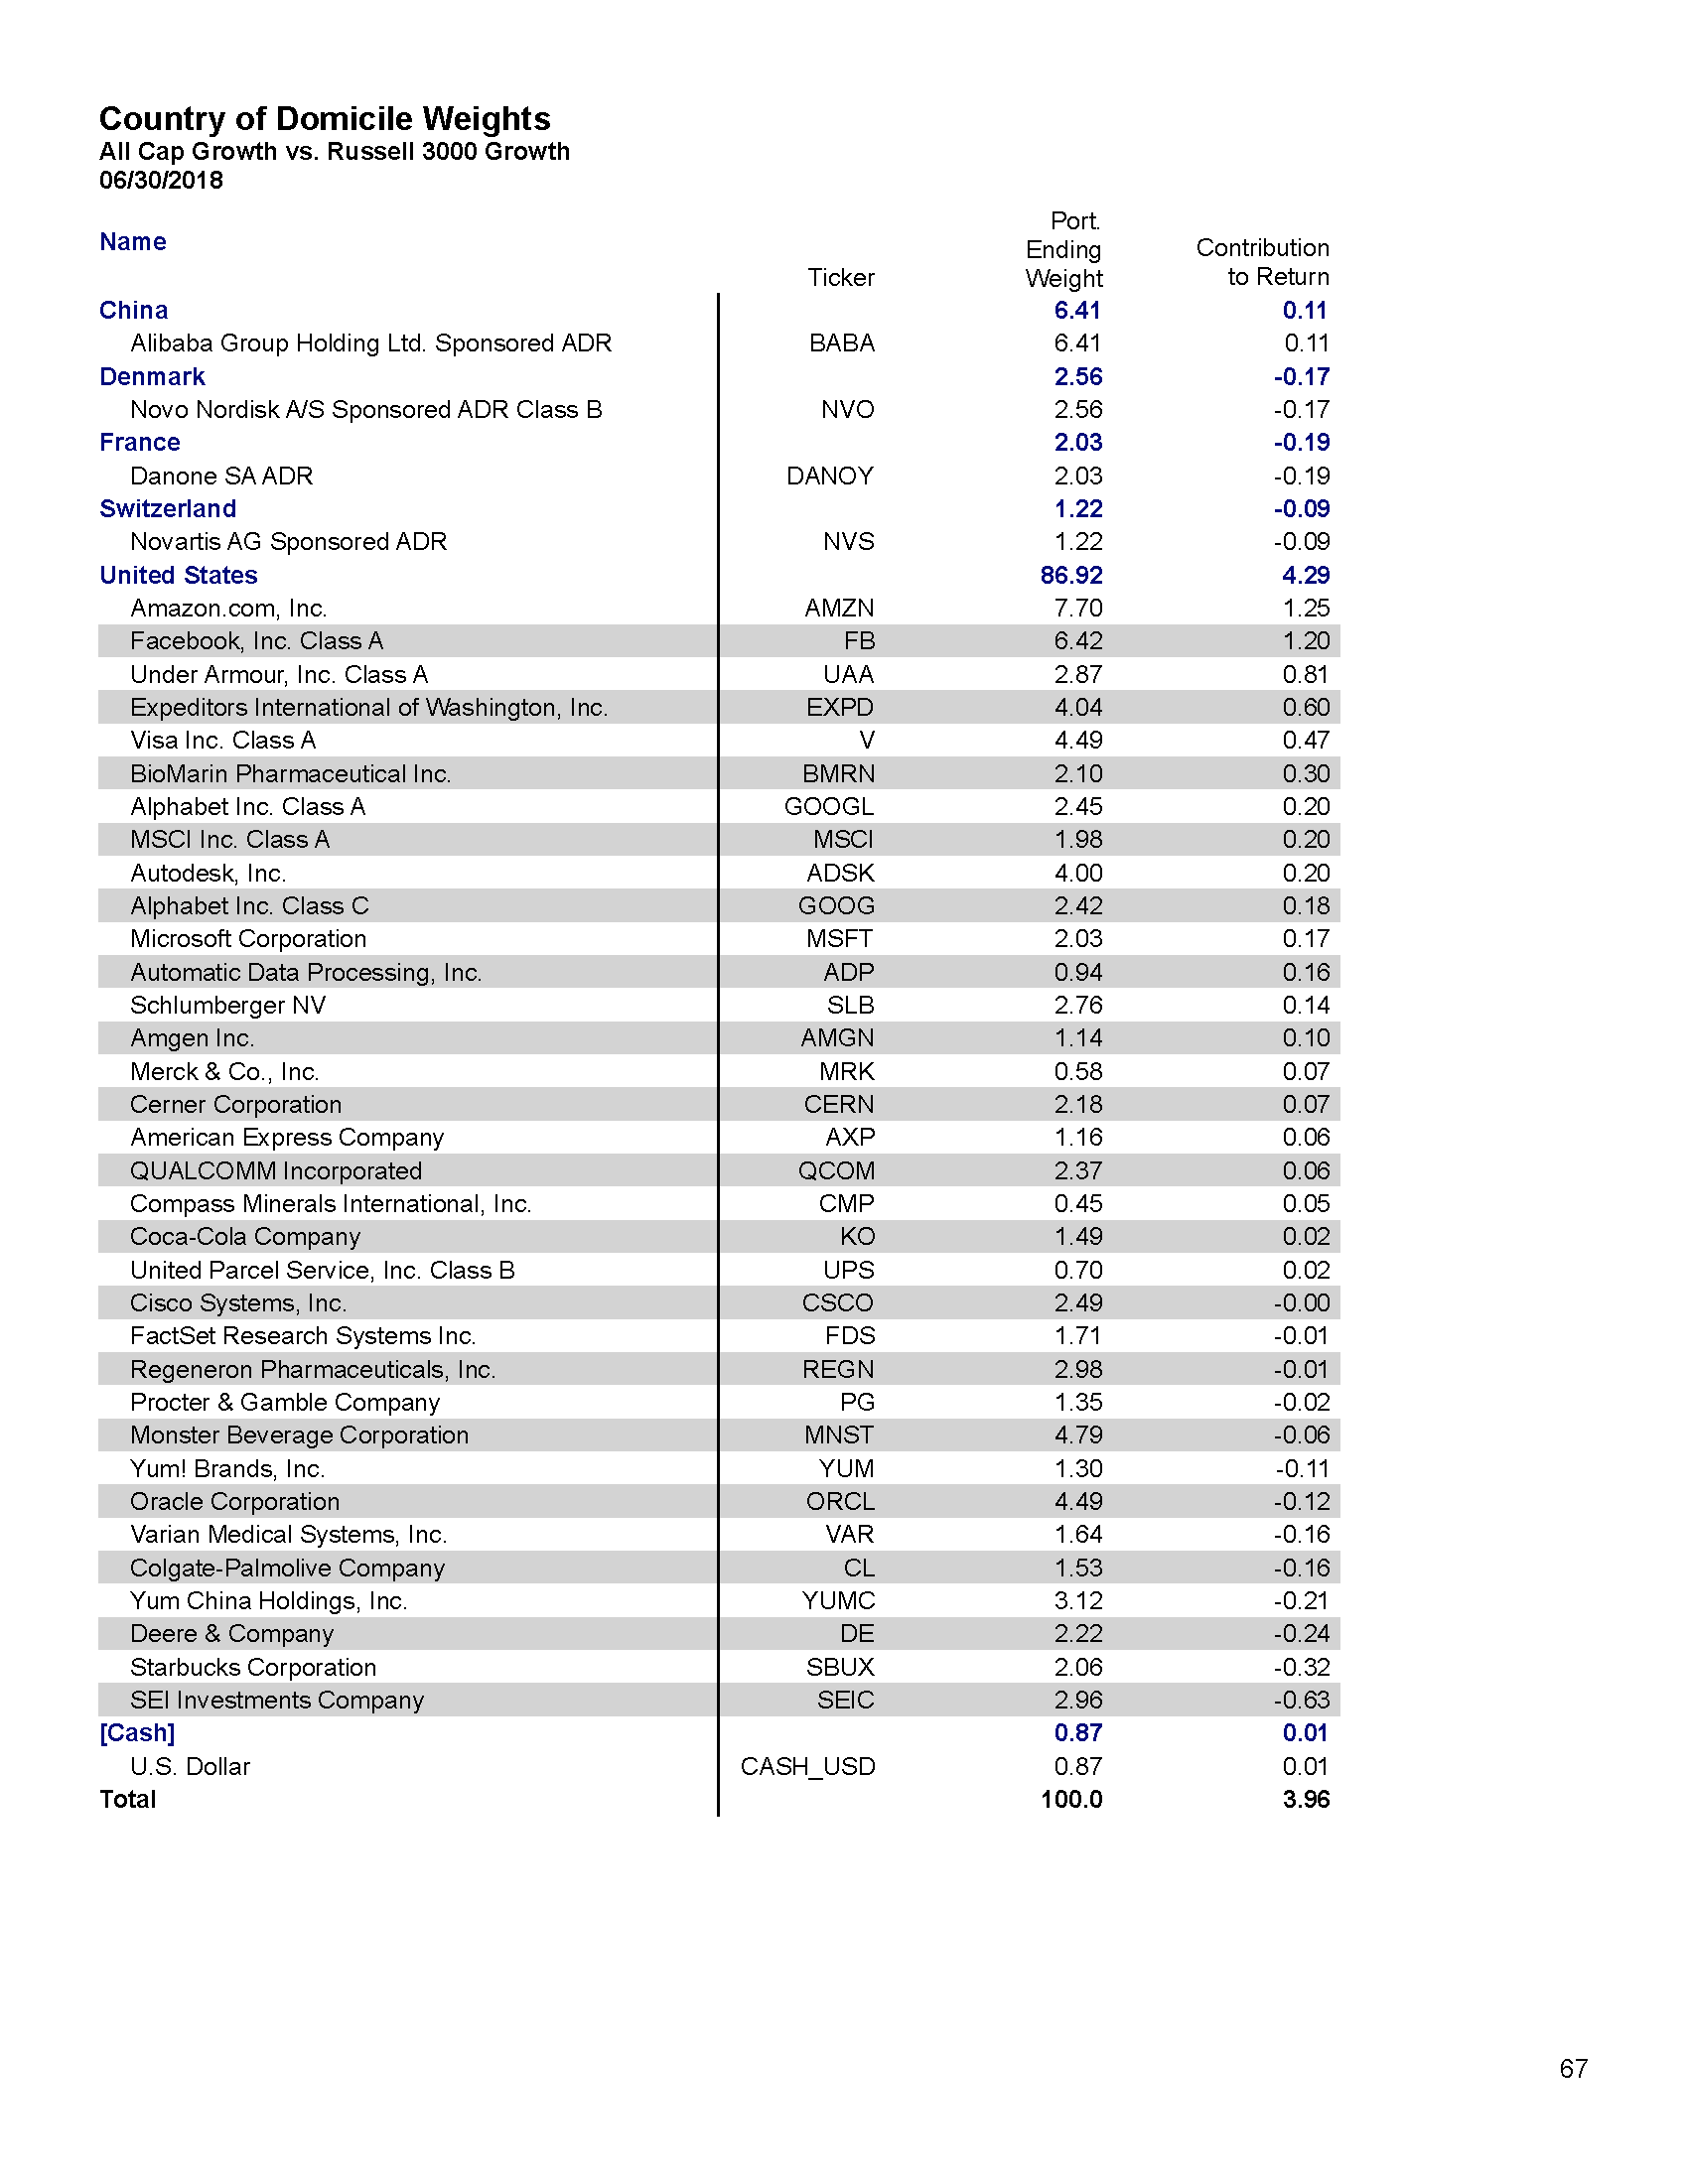 Country of Domicile Weights
All Cap Growth vs. Russell 3000 Growth
06/30/2018
Name Ticker Port. Ending Weight Contribution to Return
China 6.41 0.11
Alibaba Group Holding Ltd. Sponsored ADR BABA 6.41 0.11
Denmark 2.56 -0.17
Novo Nordisk A/S Sponsored ADR Class B NVO 2.56 -0.17
France 2.03 -0.19
Danone SA ADR DANOY 2.03 -0.19
Switzerland 1.22 -0.09
Novartis AG Sponsored ADR NVS 1.22 -0.09
United States 86.92 4.29
Amazon.com, Inc. AMZN 7.70 1.25
Facebook, Inc. Class A FB 6.42 1.20
Under Armour, Inc. Class A UAA 2.87 0.81
Expeditors International of Washington, Inc. EXPD 4.04 0.60
Visa Inc. Class A V 4.49 0.47
BioMarin Pharmaceutical Inc. BMRN 2.10 0.30
Alphabet Inc. Class A GOOGL 2.45 0.20
MSCI Inc. Class A MSCI 1.98 0.20
Autodesk, Inc. ADSK 4.00 0.20
Alphabet Inc. Class C GOOG 2.42 0.18
Microsoft Corporation MSFT 2.03 0.17
Automatic Data Processing, Inc. ADP 0.94 0.16
Schlumberger NV SLB 2.76 0.14
Amgen Inc. AMGN 1.14 0.10
Merck & Co., Inc. MRK 0.58 0.07
Cerner Corporation CERN 2.18 0.07
American Express Company AXP 1.16 0.06
QUALCOMM Incorporated QCOM 2.37 0.06
Compass Minerals International, Inc. CMP 0.45 0.05
Coca-Cola Company KO 1.49 0.02
United Parcel Service, Inc. Class B UPS 0.70 0.02
Cisco Systems, Inc. CSCO 2.49 -0.00
FactSet Research Systems Inc. FDS 1.71 -0.01
Regeneron Pharmaceuticals, Inc. REGN 2.98 -0.01
Procter & Gamble Company PG 1.35 -0.02
Monster Beverage Corporation MNST 4.79 -0.06
Yum! Brands, Inc. YUM 1.30 -0.11
Oracle Corporation ORCL 4.49 -0.12
Varian Medical Systems, Inc. VAR 1.64 -0.16
Colgate-Palmolive Company CL 1.53 -0.16
Yum China Holdings, Inc. YUMC 3.12 -0.21
Deere & Company DE 2.22 -0.24
Starbucks Corporation SBUX 2.06 -0.32
SEI Investments Company SEIC 2.96 -0.63
[Cash] 0.87 0.01
U.S. Dollar CASH_USD 0.87 0.01
Total 100.0 3.96
67